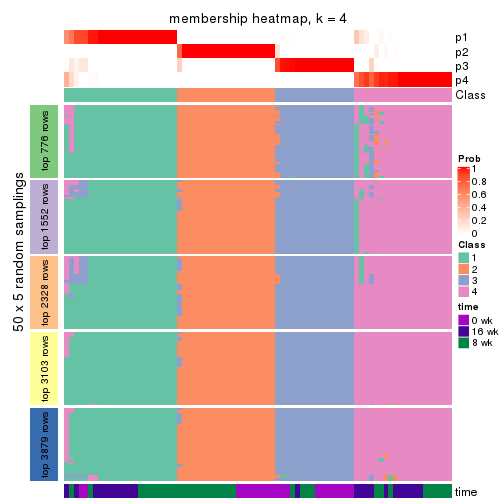 membership heatmap, k = 4
p1
p2
p3
p4
Class
50 x 5 random samplings
top 776 rows
top 1552 rows
top 2328 rows
top 3103 rows
top 3879 rows
time
Prob
1
0.8
0.6
0.4
0.2
0
Class
1
2
3
4
time
0 wk
16 wk
8 wk